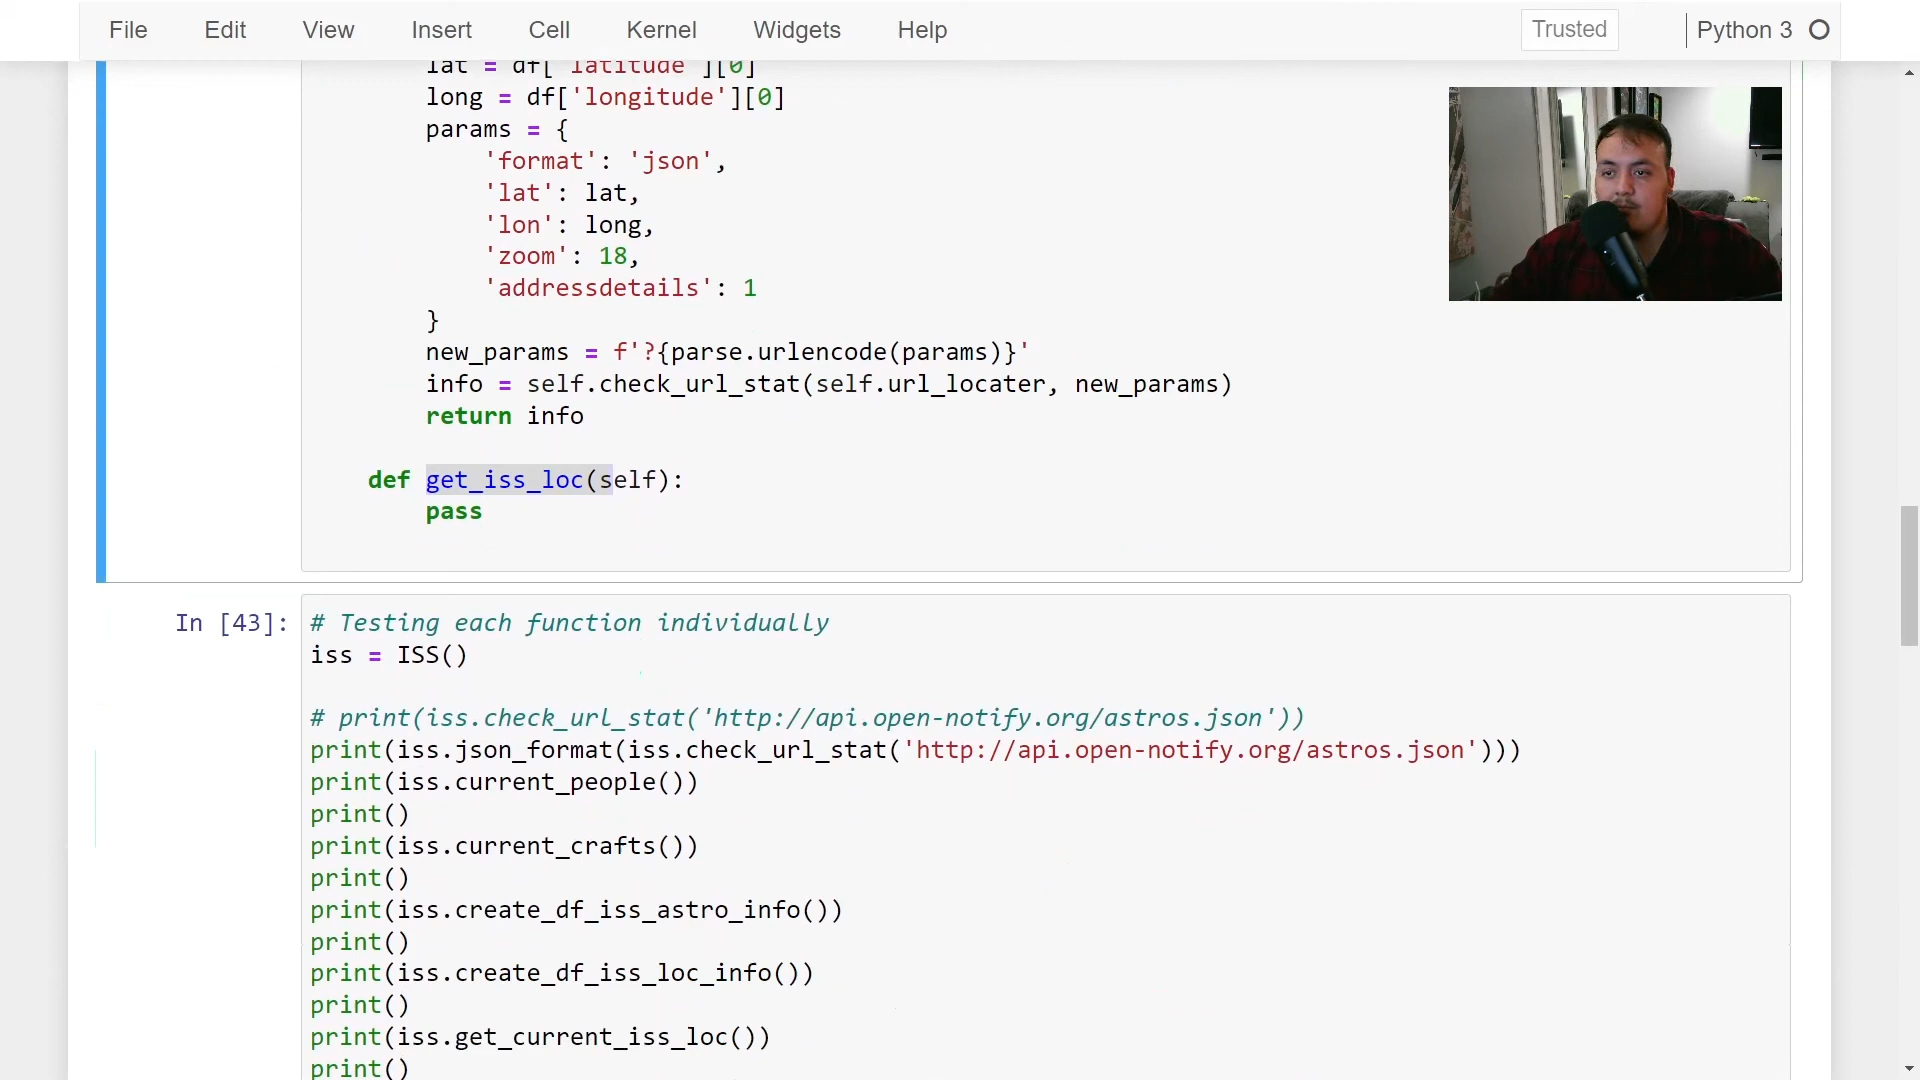 File Edit View Insert Cell Kernel Widgets Help Trusted Python 3
lat = df['latitude'][0]
long = df['longitude'][0]
params = {
'format': 'json',
'lat': lat,
'lon': long,
'zoom': 18,
'addressdetails': 1
}
new_params = f'?{parse.urlencode(params)}'
info = self.check_url_stat(self.url_locater, new_params)
return info
def get_iss_loc(self):
pass
In [43]: # Testing each function individually
iss = ISS()
# print(iss.check_url_stat('http://api.open-notify.org/astros.json'))
print(iss.json_format(iss.check_url_stat('http://api.open-notify.org/astros.json')))
print(iss.current_people())
print()
print(iss.current_crafts())
print()
print(iss.create_df_iss_astro_info())
print()
print(iss.create_df_iss_loc_info())
print()
print(iss.get_current_iss_loc())
print()